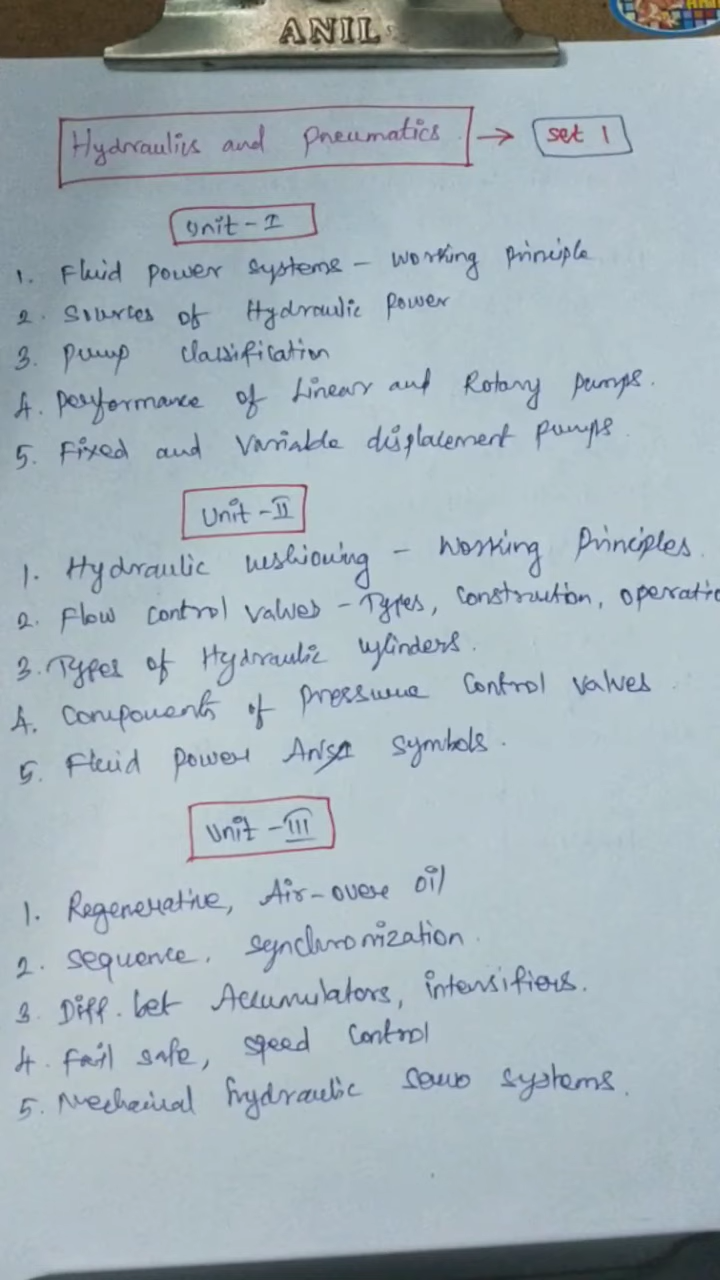 ANIL
Hydraulics and Pneumatics → set 1
Unit - I
1. Fluid power systems - Working principle
2. Sources of Hydraulic Power
3. Pump classification
4. Performance of Linear and Rotary pumps.
5. Fixed and Variable displacement pumps
Unit - II
1. Hydraulic cushioning - Working Principles
2. Flow control valves - Types, construction, operatio
3. Types of Hydraulic cylinders.
4. Components of pressure control valves
5. Fluid power ANSI symbols.
Unit - III
1. Regenerative, Air-over oil
2. Sequence, synchronization.
3. Diff. bet Accumulators, intensifiers.
4. Fail safe, speed control
5. Mechanical hydraulic servo systems.